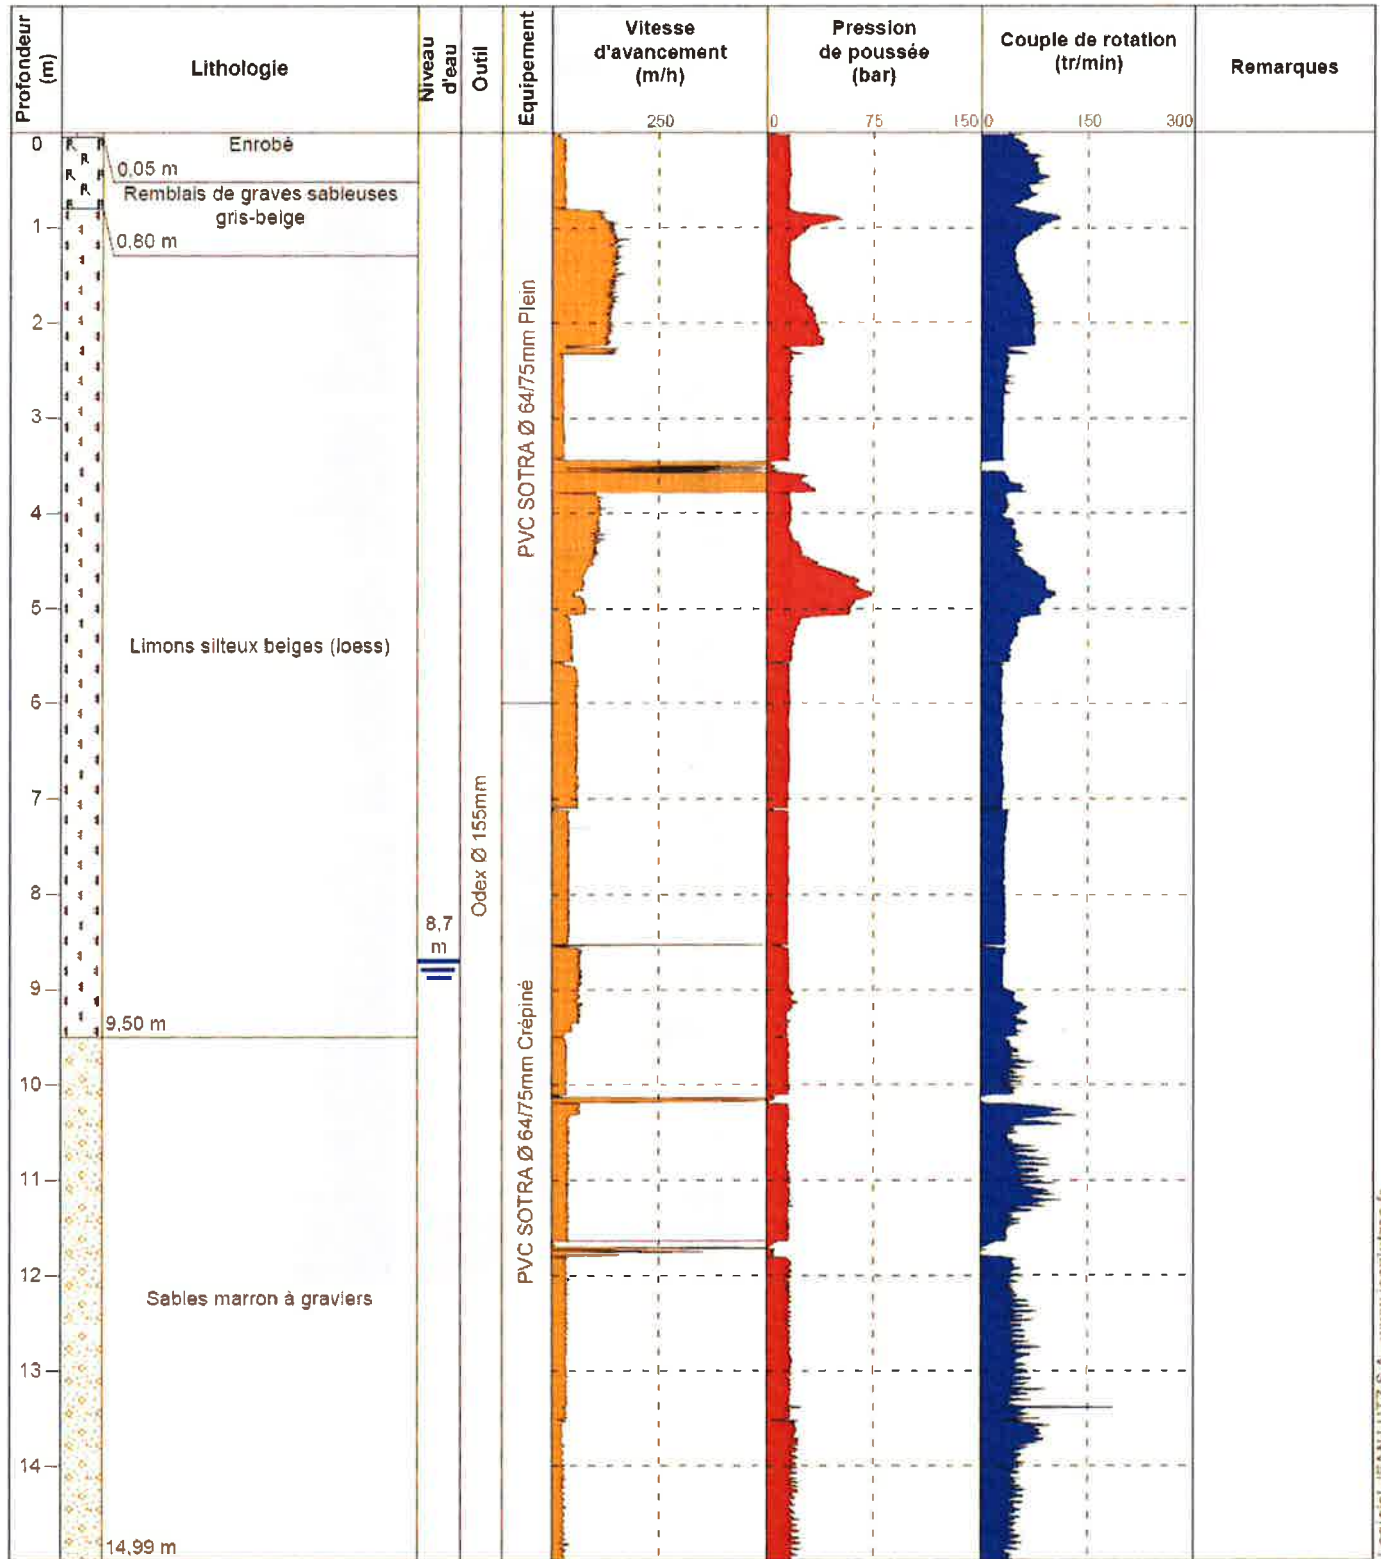 Profondeur
(m)
Lithologie
Niveau
d'eau
Outil
Equipement
Vitesse
d'avancement
(m/h)
Pression
de poussée
(bar)
Couple de rotation
(tr/min)
Remarques
250
0
75
150
0
150
300
0
1
2
3
4
5
6
7
8
9
10
11
12
13
14
Enrobé
0,05 m
Remblais de graves sableuses
gris-beige
0,80 m
Limons silteux beiges (loess)
9,50 m
Sables marron à graviers
14,99 m
8,7
m
Odex Ø 155mm
PVC SOTRA Ø 64/75mm Plein
PVC SOTRA Ø 64/75mm Crépiné
JEAN LUTZ S.A.